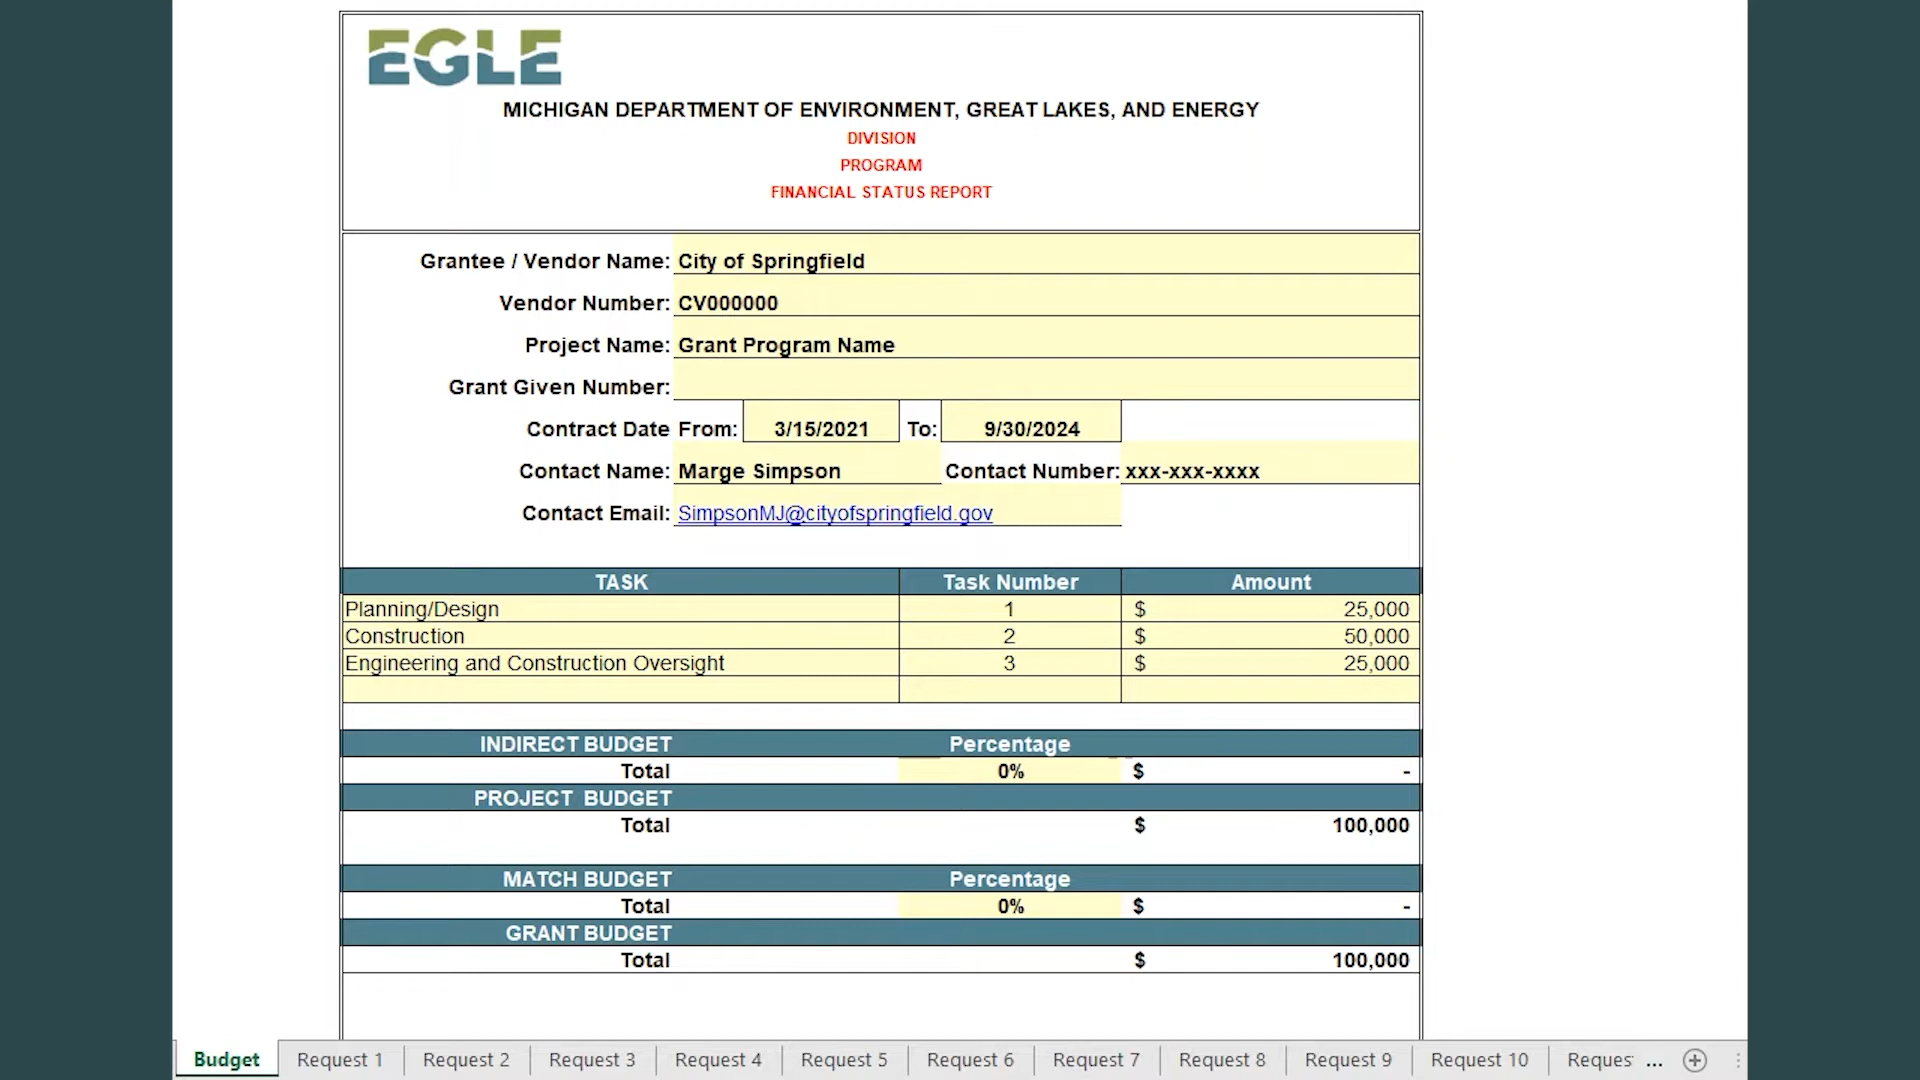 EGLE
MICHIGAN DEPARTMENT OF ENVIRONMENT, GREAT LAKES, AND ENERGY
DIVISION
PROGRAM
FINANCIAL STATUS REPORT
Grantee / Vendor Name: City of Springfield
Vendor Number: CV000000
Project Name: Grant Program Name
Grant Given Number:
Contract Date From: 3/15/2021 To: 9/30/2024
Contact Name: Marge Simpson Contact Number: xxx-xxx-xxxx
Contact Email: SimpsonMJ@cityofspringfield.gov
TASK Task Number Amount
Planning/Design 1 $ 25,000
Construction 2 $ 50,000
Engineering and Construction Oversight 3 $ 25,000
INDIRECT BUDGET Percentage
Total 0% $ -
PROJECT BUDGET
Total $ 100,000
MATCH BUDGET Percentage
Total 0% $ -
GRANT BUDGET
Total $ 100,000
Budget Request 1 Request 2 Request 3 Request 4 Request 5 Request 6 Request 7 Request 8 Request 9 Request 10 Reques ...